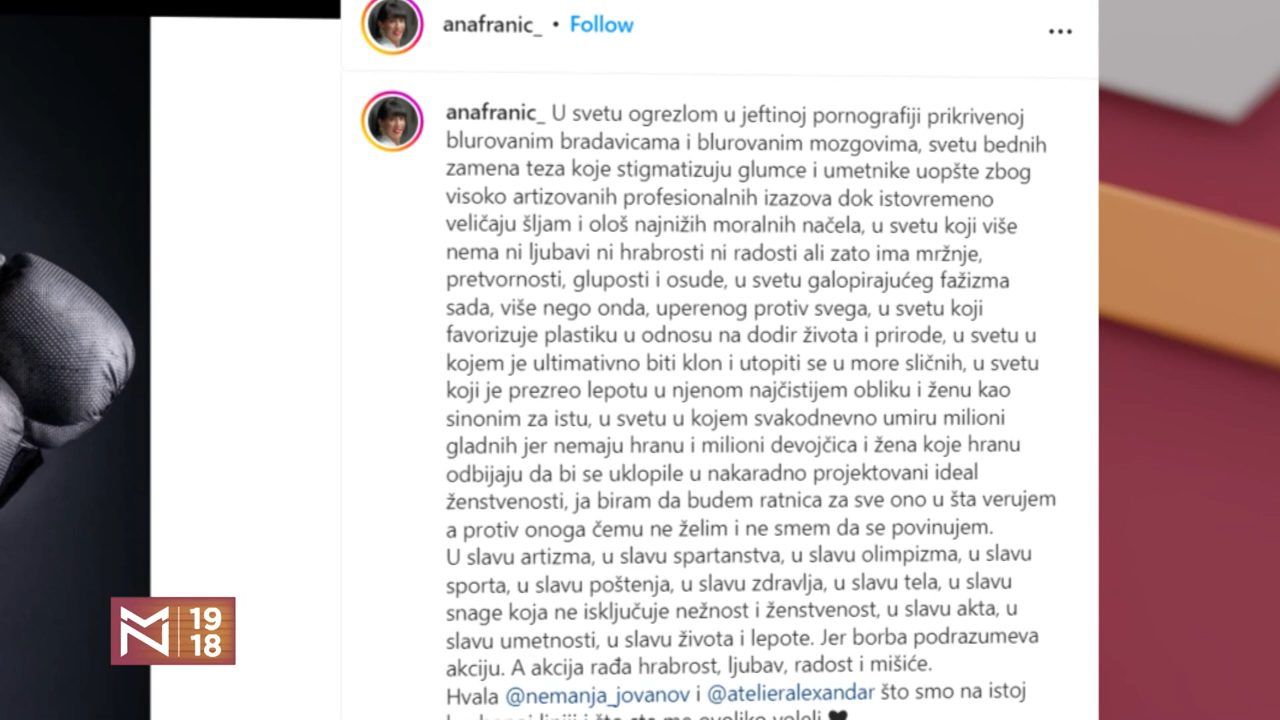 anafranic_ • Follow
anafranic_ U svetu ogrezlom u jeftinoj pornografiji prikrivenoj
blurovanim bradavicama i blurovanim mozgovima, svetu bednih
zamena teza koje stigmatizuju glumce i umetnike uopšte zbog
visoko artizovanih profesionalnih izazova dok istovremeno
veličaju šljam i ološ najnižih moralnih načela, u svetu koji više
nema ni ljubavi ni hrabrosti ni radosti ali zato ima mržnje,
pretvornosti, gluposti i osude, u svetu galopirajućeg fažizma
sada, više nego onda, uperenog protiv svega, u svetu koji
favorizuje plastiku u odnosu na dodir života i prirode, u svetu u
kojem je ultimativno biti klon i utopiti se u more sličnih, u svetu
koji je prezreo lepotu u njenom najčistijem obliku i ženu kao
sinonim za istu, u svetu u kojem svakodnevno umiru milioni
gladnih jer nemaju hranu i milioni devojčica i žena koje hranu
odbijaju da bi se uklopile u nakaradno projektovani ideal
ženstvenosti, ja biram da budem ratnica za sve ono u šta verujem
a protiv onoga čemu ne želim i ne smem da se povinujem.
U slavu artizma, u slavu spartanstva, u slavu olimpizma, u slavu
sporta, u slavu poštenja, u slavu zdravlja, u slavu tela, u slavu
snage koja ne isključuje nežnost i ženstvenost, u slavu akta, u
slavu umetnosti, u slavu života i lepote. Jer borba podrazumeva
akciju. A akcija rađa hrabrost, ljubav, radost i mišiće.
Hvala @nemanja_jovanov i @atelieralexandar što smo na istoj
19
18